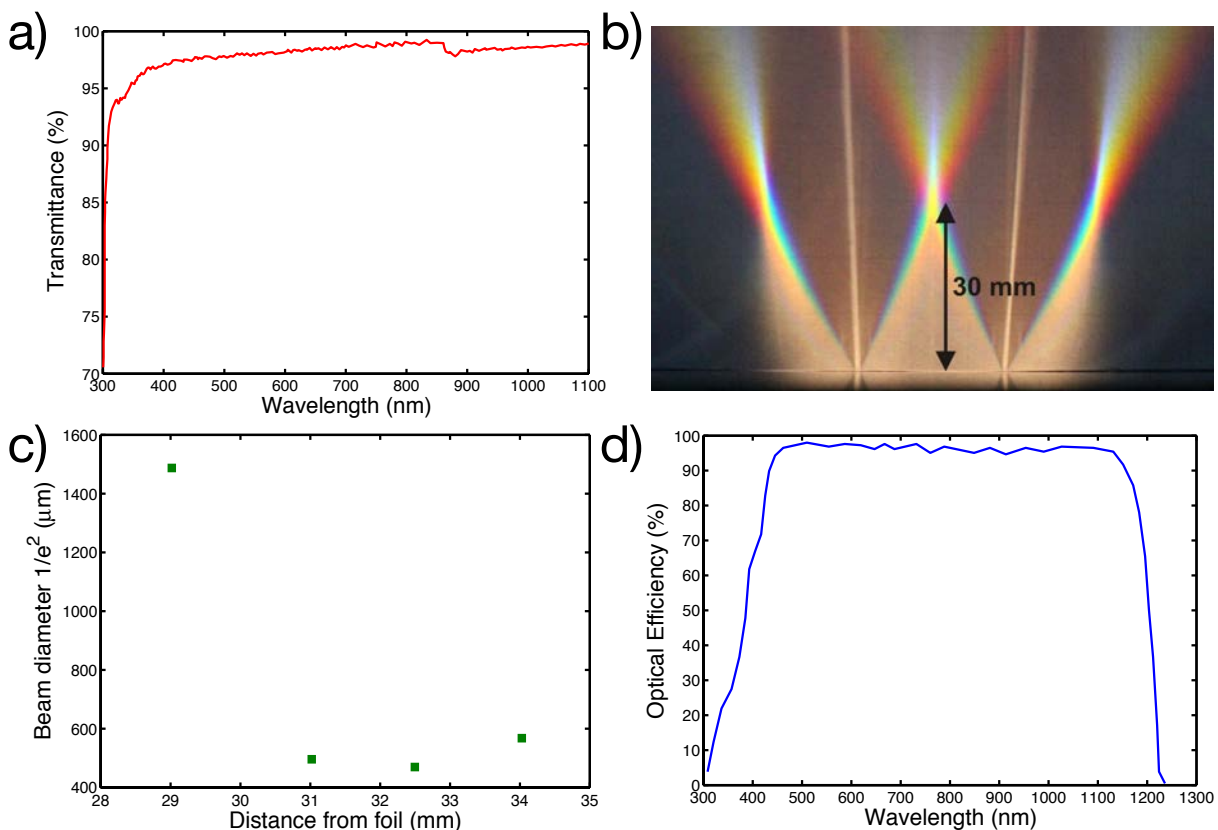 a)
100
95
90
85
80
75
70
300 400 500 600 700 800 900 1000 1100
Transmittance (%)
Wavelength (nm)
b)
30 mm
c)
1600
1400
1200
1000
800
600
400
28 29 30 31 32 33 34 35
Beam diameter 1/e² (μm)
Distance from foil (mm)
d)
100
90
80
70
60
50
40
30
20
10
0
300 400 500 600 700 800 900 1000 1100 1200 1300
Optical Efficiency (%)
Wavelength (nm)